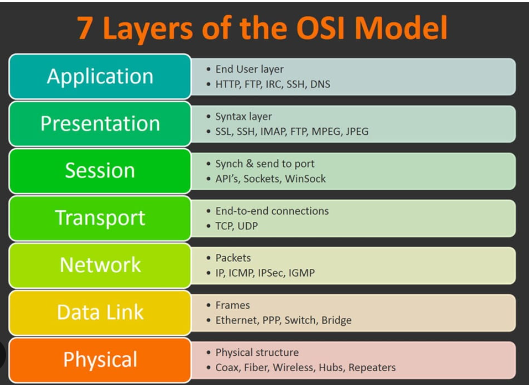 7 Layers of the OSI Model
Application
• End User layer
• HTTP, FTP, IRC, SSH, DNS
Presentation
• Syntax layer
• SSL, SSH, IMAP, FTP, MPEG, JPEG
Session
• Synch & send to port
• API's, Sockets, WinSock
Transport
• End-to-end connections
• TCP, UDP
Network
• Packets
• IP, ICMP, IPSec, IGMP
Data Link
• Frames
• Ethernet, PPP, Switch, Bridge
Physical
• Physical structure
• Coax, Fiber, Wireless, Hubs, Repeaters